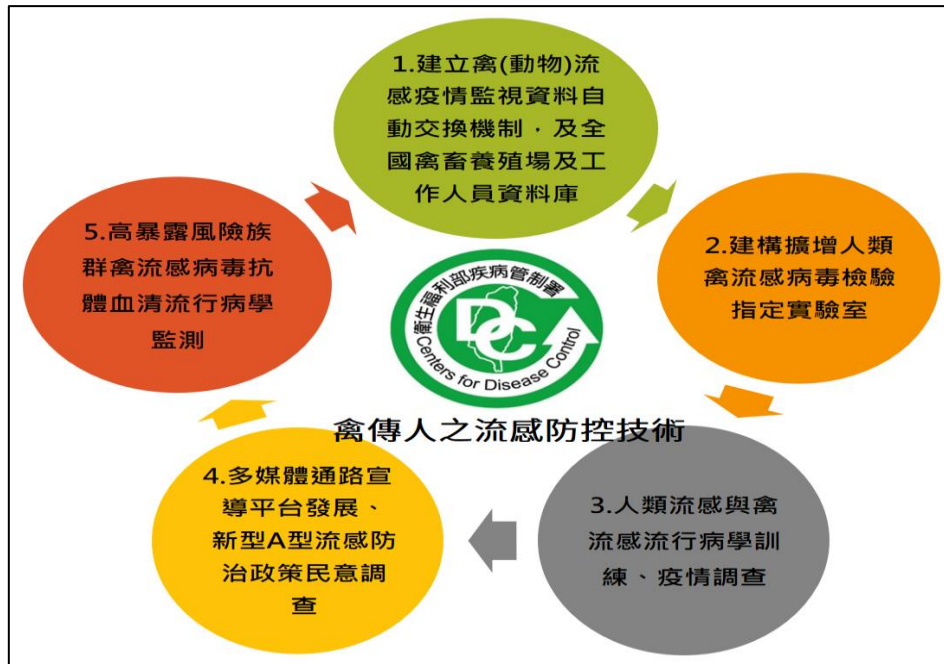 1.建立禽(動物)流
感疫情監視資料自
動交換機制，及全
國禽畜養殖場及工
作人員資料庫
2.建構擴增人類
禽流感病毒檢驗
指定實驗室
3.人類流感與禽
流感流行病學訓
練、疫情調查
4.多媒體通路宣
導平台發展、
新型A型流感防
治政策民意調
查
5.高暴露風險族
群禽流感病毒抗
體血清流行病學
監測
衛生福利部疾病管制署
DC
Centers for Disease Control
禽傳人之流感防控技術